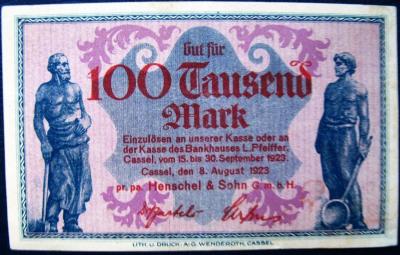 Gut für
100 Tausend
Mark
Einzulösen an unserer Kasse oder an
der Kasse des Bankhauses L. Pfeiffer,
Cassel, vom 15. bis 30. September 1923.
Cassel, den 8. August 1923
pr. pa. Henschel & Sohn G. m. b. H.
LITH. U. DRUCK. A.-G. WENDEROTH, CASSEL